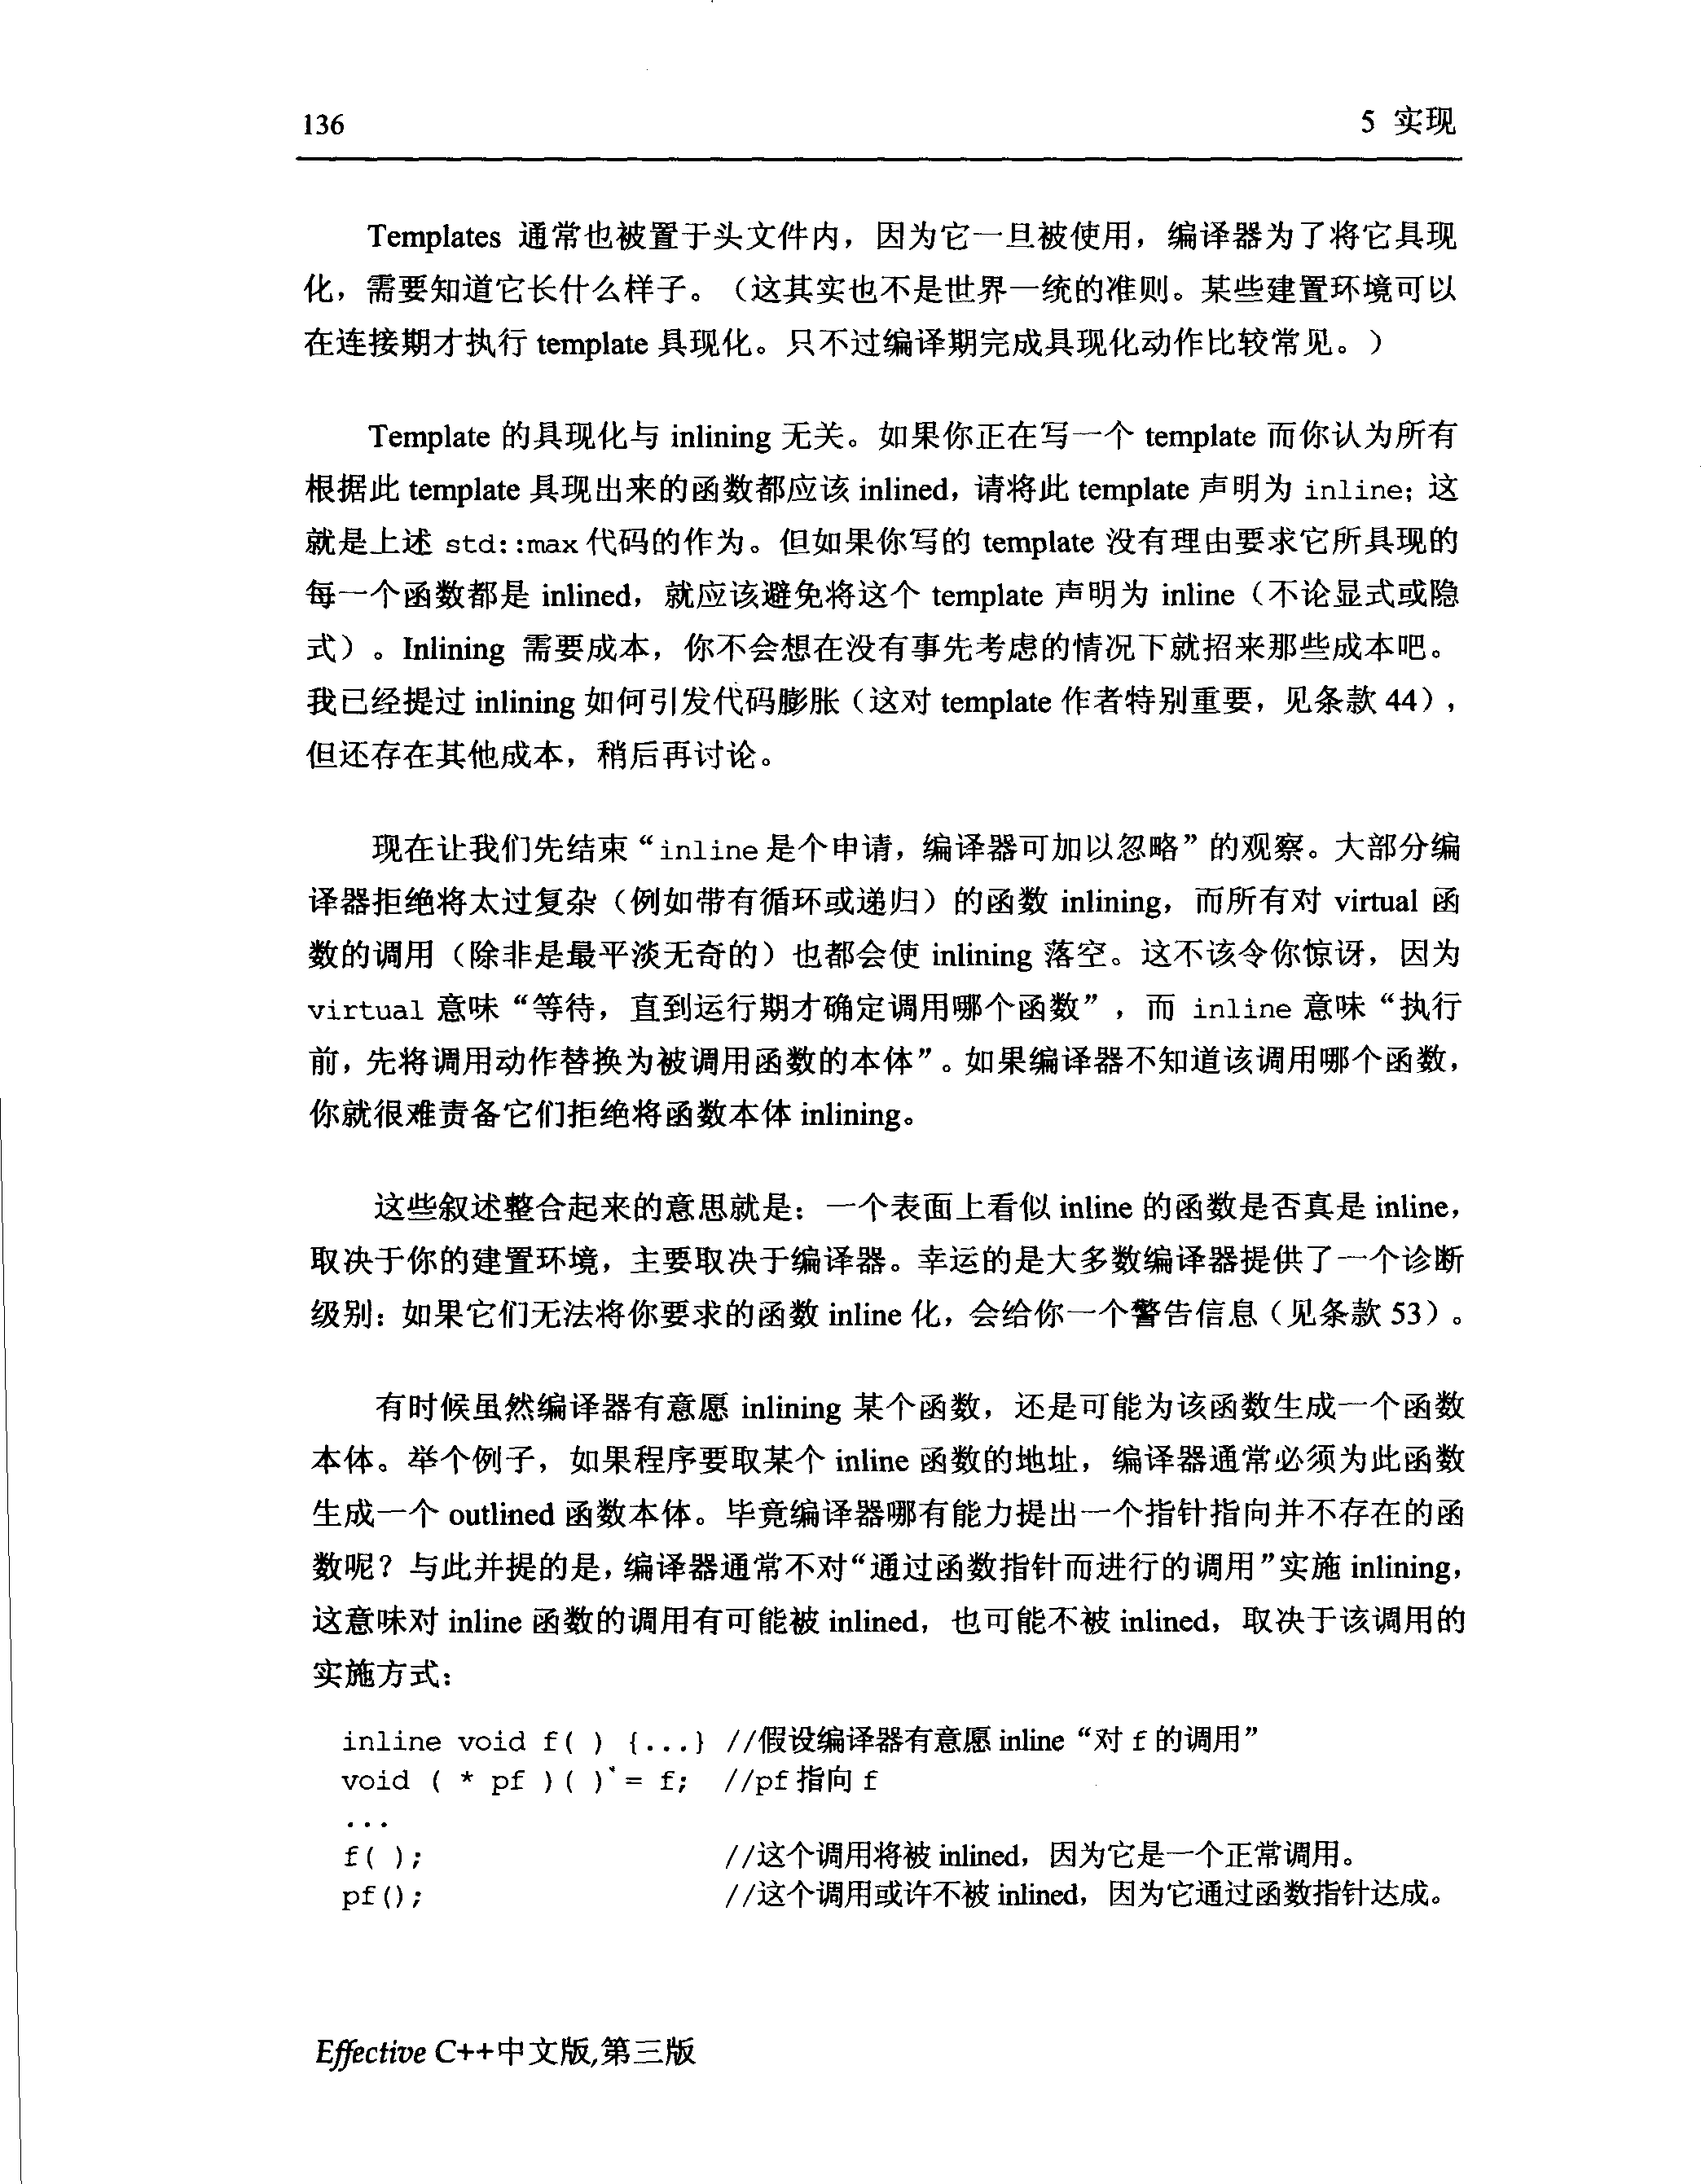 136
5 实现
Templates 通常也被置于头文件内，因为它一旦被使用，编译器为了将它具现
化，需要知道它长什么样子。（这其实也不是世界一统的准则。某些建置环境可以
在连接期才执行 template 具现化。只不过编译期完成具现化动作比较常见。）
Template 的具现化与 inlining 无关。如果你正在写一个 template 而你认为所有
根据此 template 具现出来的函数都应该 inlined，请将此 template 声明为 inline；这
就是上述 std::max 代码的作为。但如果你写的 template 没有理由要求它所具现的
每一个函数都是 inlined，就应该避免将这个 template 声明为 inline（不论显式或隐
式）。Inlining 需要成本，你不会想在没有事先考虑的情况下就招来那些成本吧。
我已经提过 inlining 如何引发代码膨胀（这对 template 作者特别重要，见条款 44），
但还存在其他成本，稍后再讨论。
现在让我们先结束“inline 是个申请，编译器可加以忽略”的观察。大部分编
译器拒绝将太过复杂（例如带有循环或递归）的函数 inlining，而所有对 virtual 函
数的调用（除非是最平淡无奇的）也都会使 inlining 落空。这不该令你惊讶，因为
virtual 意味“等待，直到运行期才确定调用哪个函数”，而 inline 意味“执行
前，先将调用动作替换为被调用函数的本体”。如果编译器不知道该调用哪个函数，
你就很难责备它们拒绝将函数本体 inlining。
这些叙述整合起来的意思就是：一个表面上看似 inline 的函数是否真是 inline，
取决于你的建置环境，主要取决于编译器。幸运的是大多数编译器提供了一个诊断
级别：如果它们无法将你要求的函数 inline 化，会给你一个警告信息（见条款 53）。
有时候虽然编译器有意愿 inlining 某个函数，还是可能为该函数生成一个函数
本体。举个例子，如果程序要取某个 inline 函数的地址，编译器通常必须为此函数
生成一个 outlined 函数本体。毕竟编译器哪有能力提出一个指针指向并不存在的函
数呢？与此并提的是，编译器通常不对“通过函数指针而进行的调用”实施 inlining，
这意味对 inline 函数的调用有可能被 inlined，也可能不被 inlined，取决于该调用的
实施方式：
inline void f( ) {...} //假设编译器有意愿 inline“对 f 的调用”
void ( * pf )( ) = f; //pf 指向 f
...
f( ); //这个调用将被 inlined，因为它是一个正常调用。
pf(); //这个调用或许不被 inlined，因为它通过函数指针达成。
Effective C++中文版,第三版